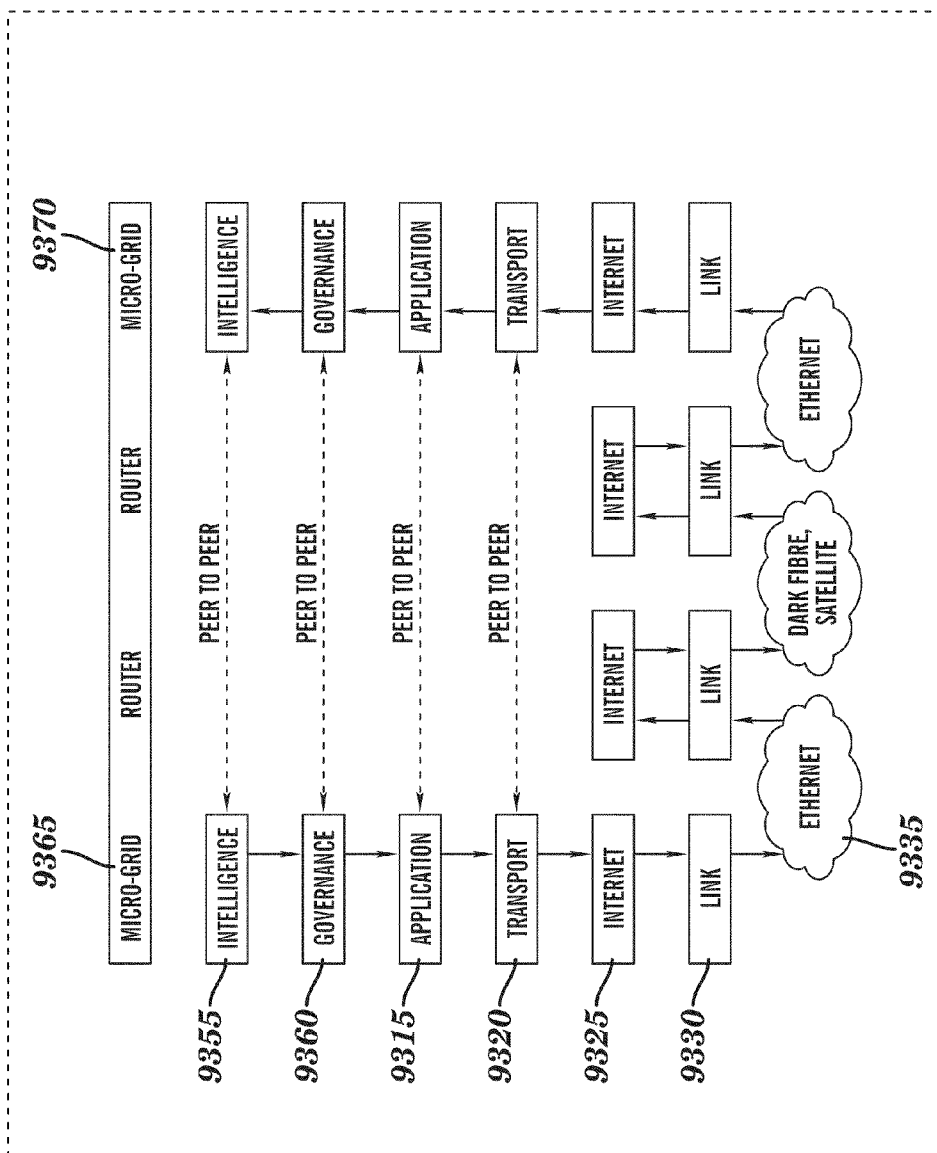 9365
9370
MICRO-GRID ROUTER ROUTER MICRO-GRID
9355
INTELLIGENCE
PEER TO PEER
INTELLIGENCE
9360
GOVERNANCE
PEER TO PEER
GOVERNANCE
9315
APPLICATION
PEER TO PEER
APPLICATION
9320
TRANSPORT
PEER TO PEER
TRANSPORT
9325
INTERNET
INTERNET
INTERNET
INTERNET
9330
LINK
LINK
LINK
LINK
ETHERNET
DARK FIBRE,
SATELLITE
ETHERNET
9335